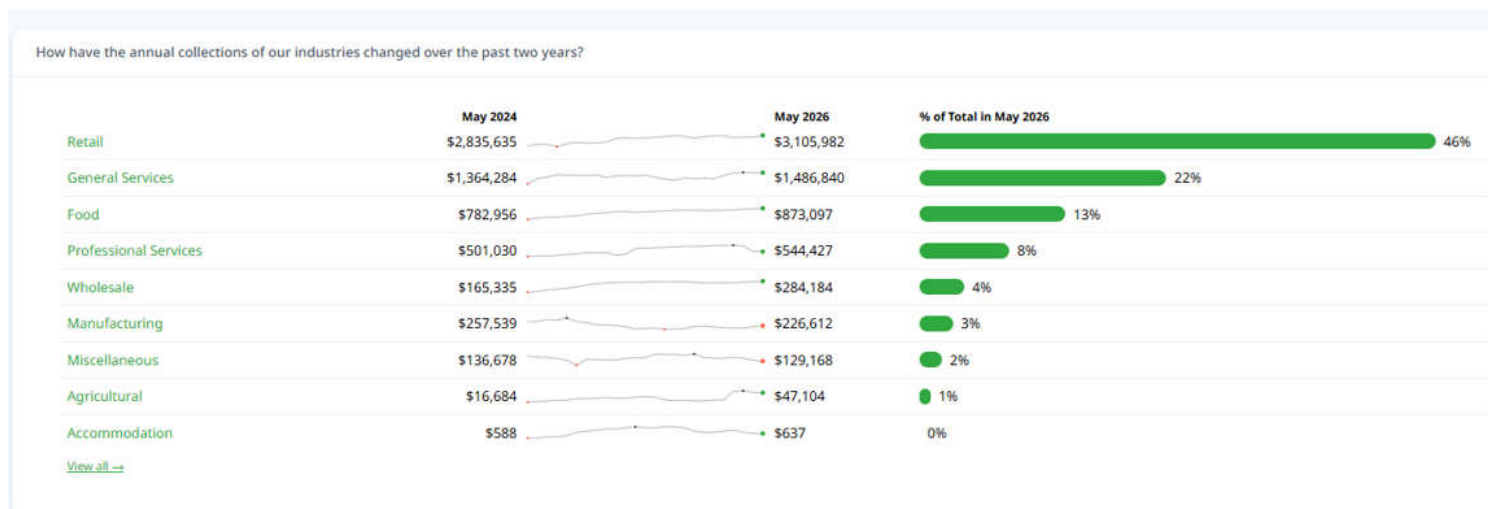 How have the annual collections of our industries changed over the past two years?
May 2024 May 2026 % of Total in May 2026
Retail $2,835,635 $3,105,982 46%
General Services $1,364,284 $1,486,840 22%
Food $782,956 $873,097 13%
Professional Services $501,030 $544,427 8%
Wholesale $165,335 $284,184 4%
Manufacturing $257,539 $226,612 3%
Miscellaneous $136,678 $129,168 2%
Agricultural $16,684 $47,104 1%
Accommodation $588 $637 0%
View all →